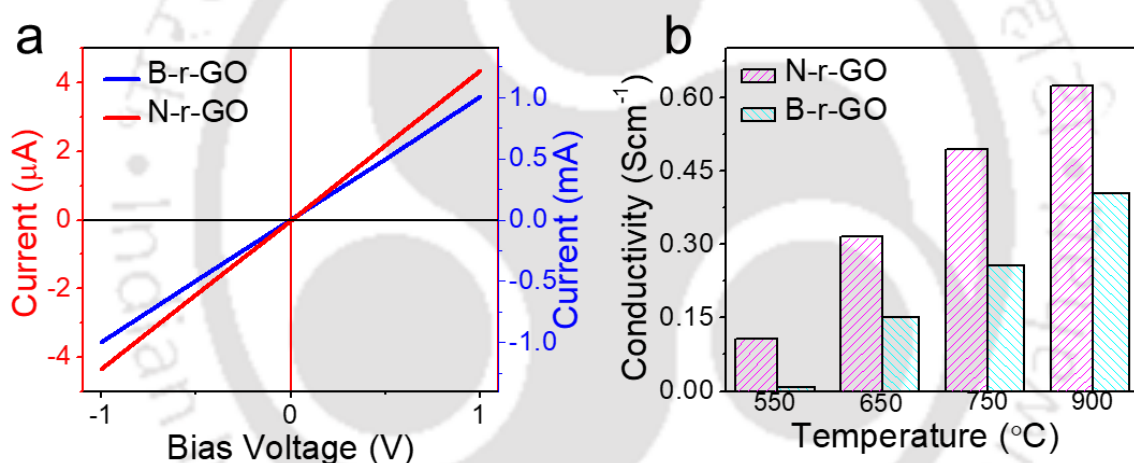 a
B-r-GO
N-r-GO
4
2
0
-2
-4
Current (μA)
1.0
0.5
0.0
-0.5
-1.0
Current (mA)
-1
0
1
Bias Voltage (V)
b
N-r-GO
B-r-GO
0.60
0.45
0.30
0.15
0.00
Conductivity (Scm⁻¹)
550
650
750
900
Temperature (°C)
Indian